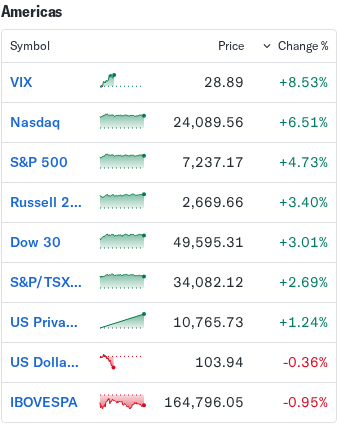 Americas
Symbol Price Change %
VIX 28.89 +8.53%
Nasdaq 24,089.56 +6.51%
S&P 500 7,237.17 +4.73%
Russell 2... 2,669.66 +3.40%
Dow 30 49,595.31 +3.01%
S&P/TSX... 34,082.12 +2.69%
US Priva... 10,765.73 +1.24%
US Dolla... 103.94 -0.36%
IBOVESPA 164,796.05 -0.95%